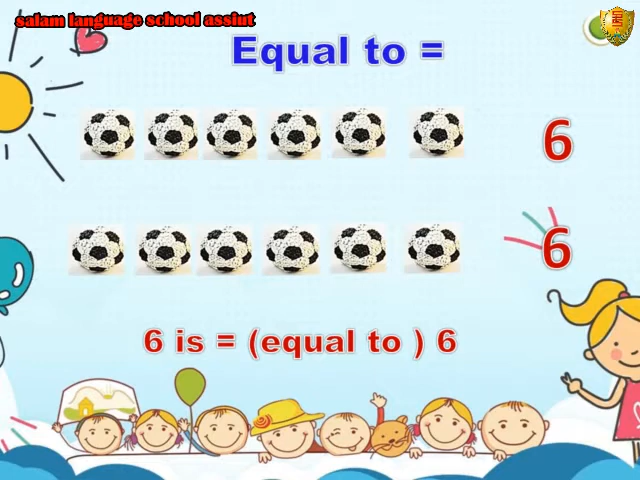 salam language school assiut
Equal to =
6
6
6 is = (equal to ) 6